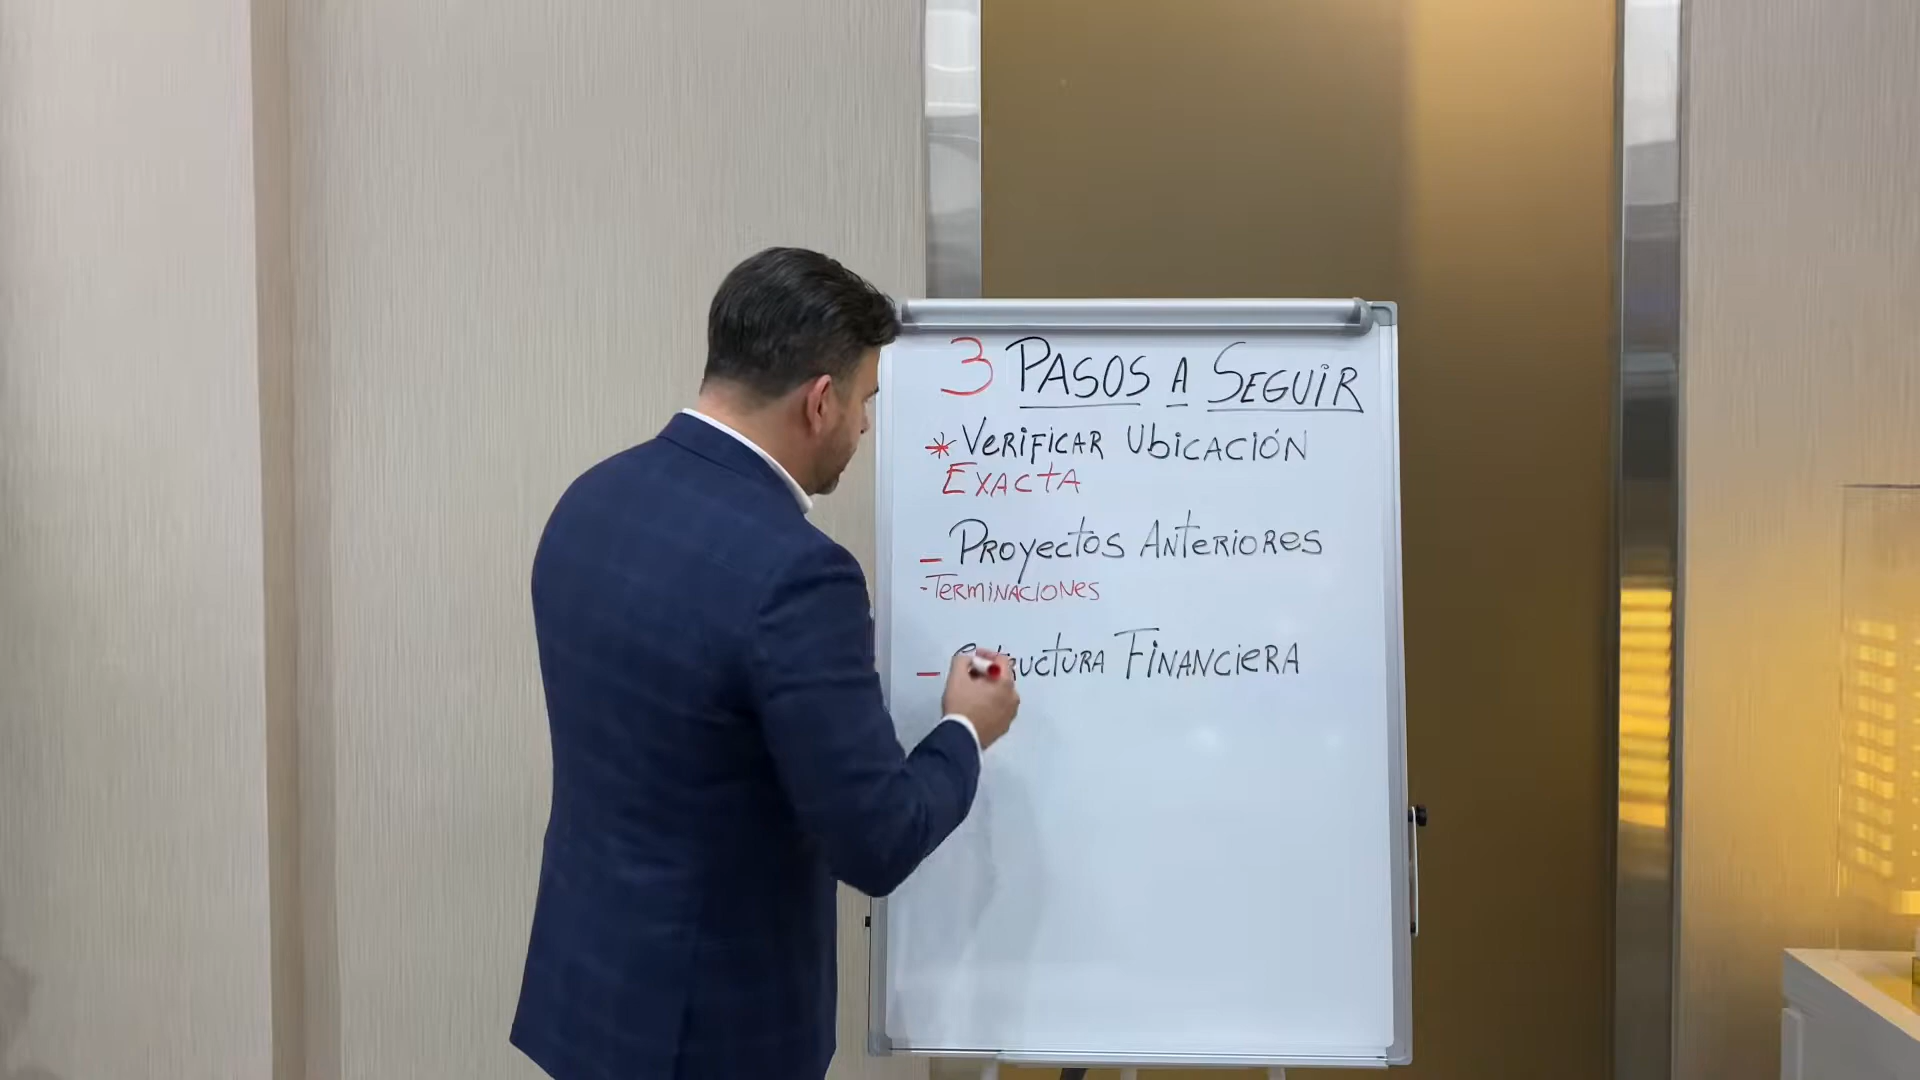 3 PASOS A SEGUIR
* VERIFICAR UBICACIÓN
EXACTA
- PROYECTOS ANTERIORES
- TERMINACIONES
- FINANCIERA